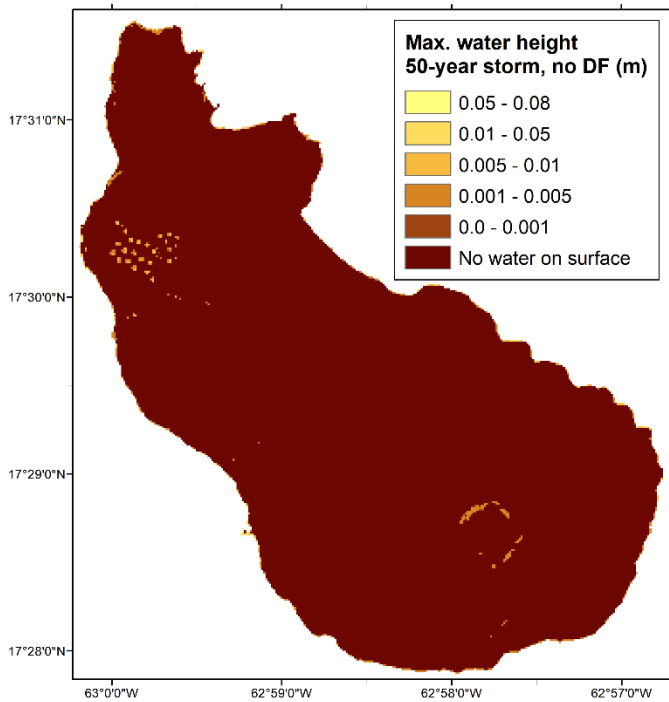 Max. water height
50-year storm, no DF (m)
0.05 - 0.08
0.01 - 0.05
0.005 - 0.01
0.001 - 0.005
0.0 - 0.001
No water on surface
17°31'0"N
17°30'0"N
17°29'0"N
17°28'0"N
63°0'0"W
62°59'0"W
62°58'0"W
62°57'0"W